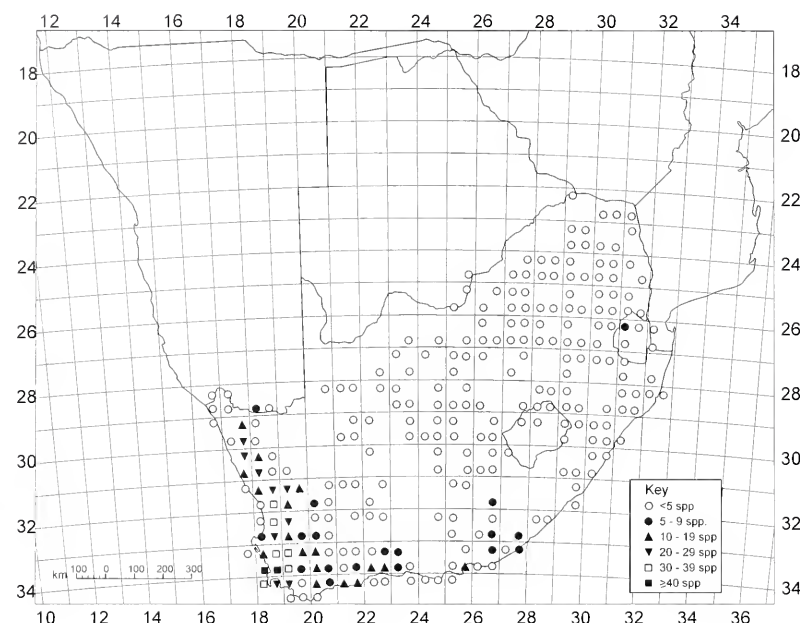 12 14 16 18 20 22 24 26 28 30 32 34
18 18
20 20
22 22
24 24
26 26
28 28
30 30
32 32
34 34
Key
<5 spp
5 - 9 spp.
10 - 19 spp
20 - 29 spp
30 - 39 spp
≥40 spp
km 100 0 100 200 300
10 12 14 16 18 20 22 24 26 28 30 32 34 36